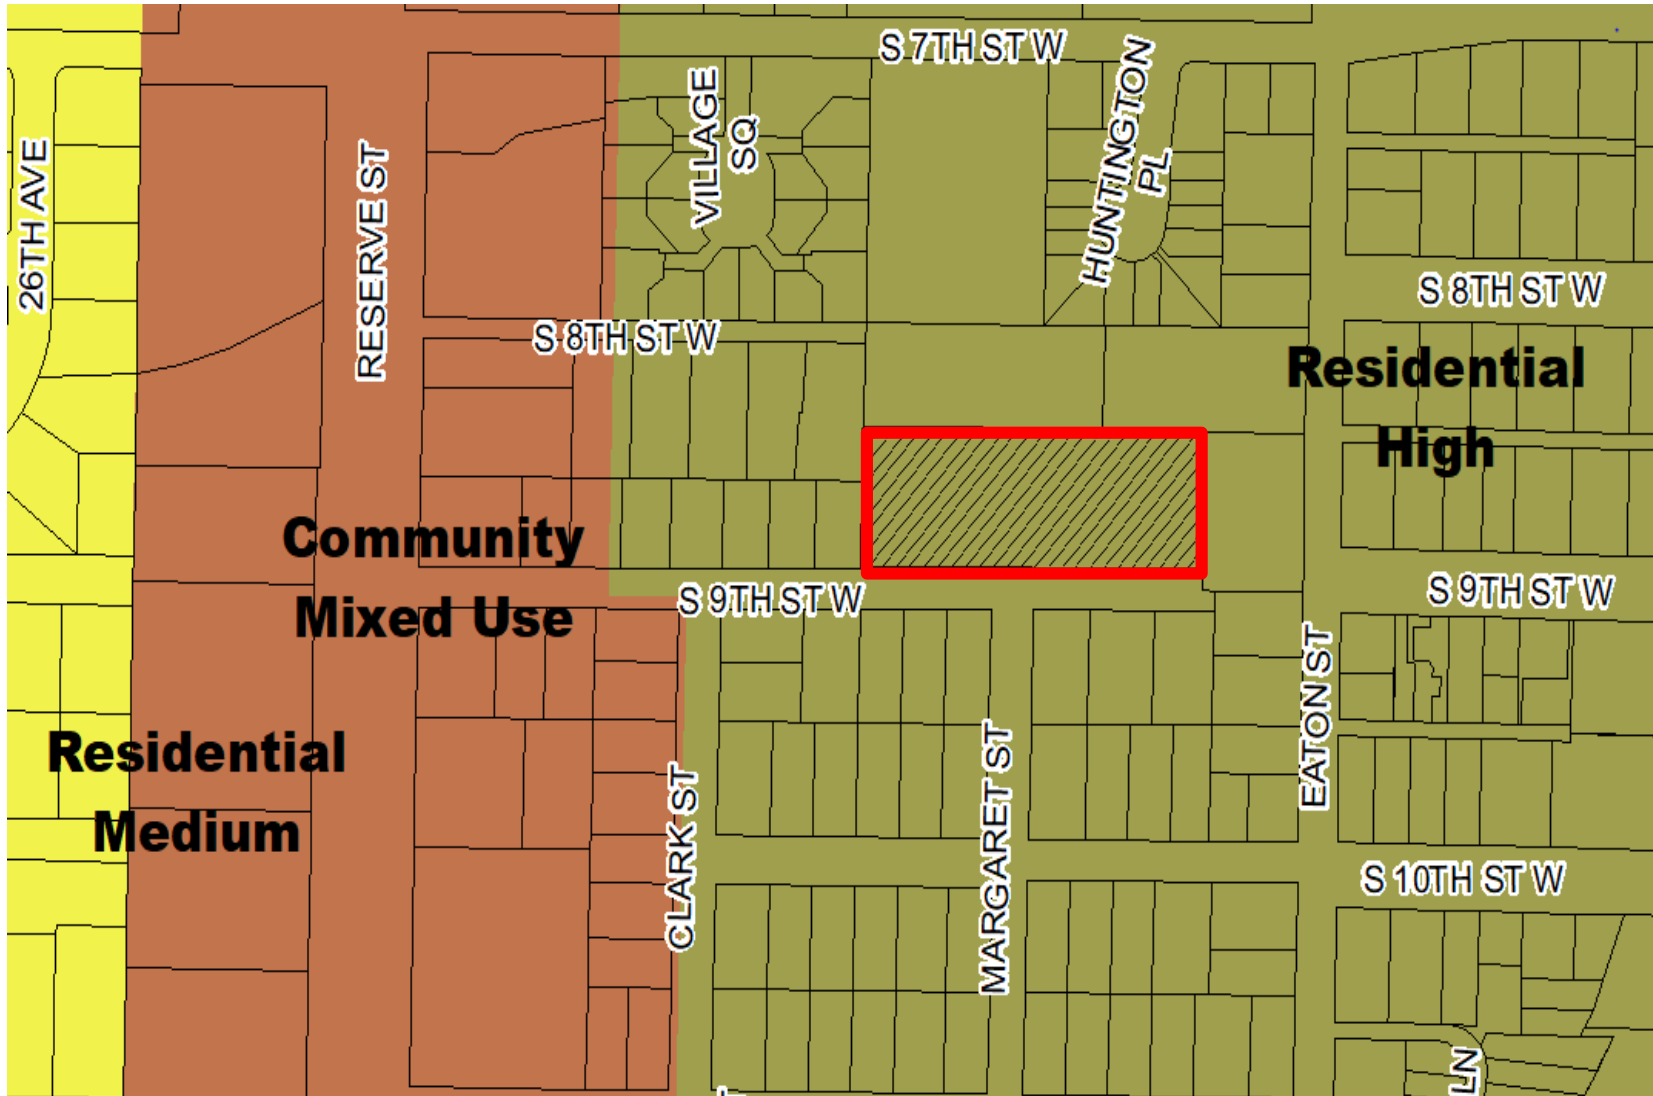 S 7TH ST W
VILLAGE
SQ
HUNTINGTON
PL
26TH AVE
RESERVE ST
S 8TH ST W
S 8TH ST W
Residential
High
Community
Mixed Use
S 9TH ST W
S 9TH ST W
EATON ST
Residential
Medium
CLARK ST
MARGARET ST
S 10TH ST W
LN